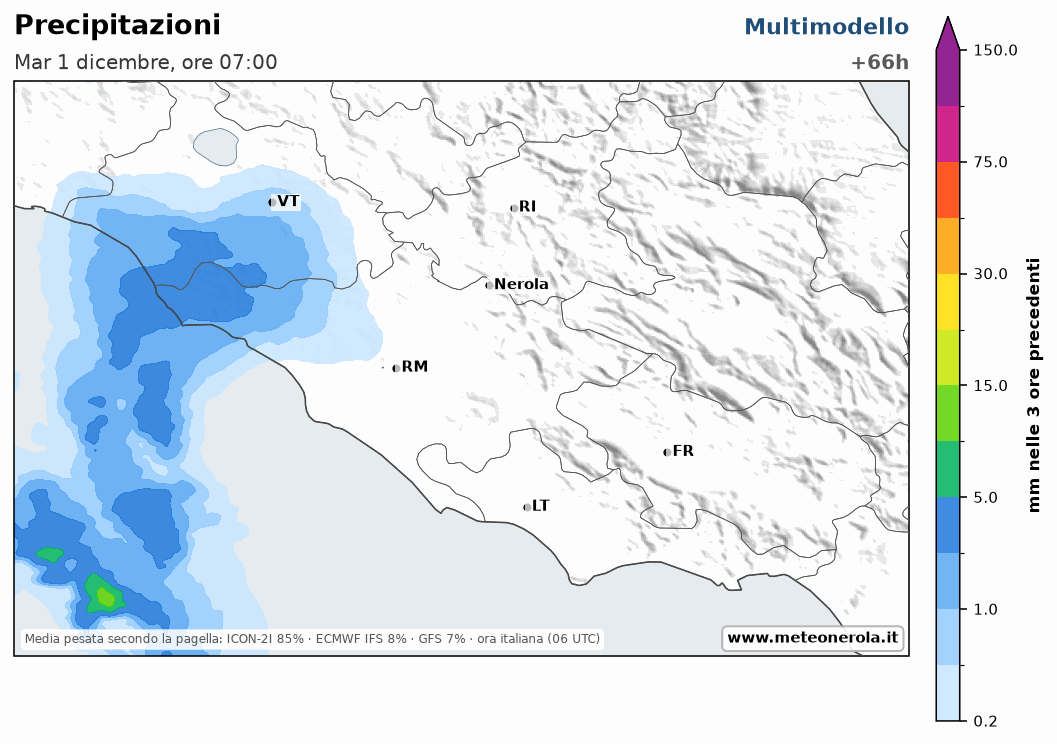 Precipitazioni
Multimodello
Mar 1 dicembre, ore 07:00
+66h
150.0
75.0
30.0
15.0
5.0
1.0
0.2
mm nelle 3 ore precedenti
VT
RI
Nerola
RM
FR
LT
Media pesata secondo la pagella: ICON-2I 85% · ECMWF IFS 8% · GFS 7% · ora italiana (06 UTC)
www.meteonerola.it